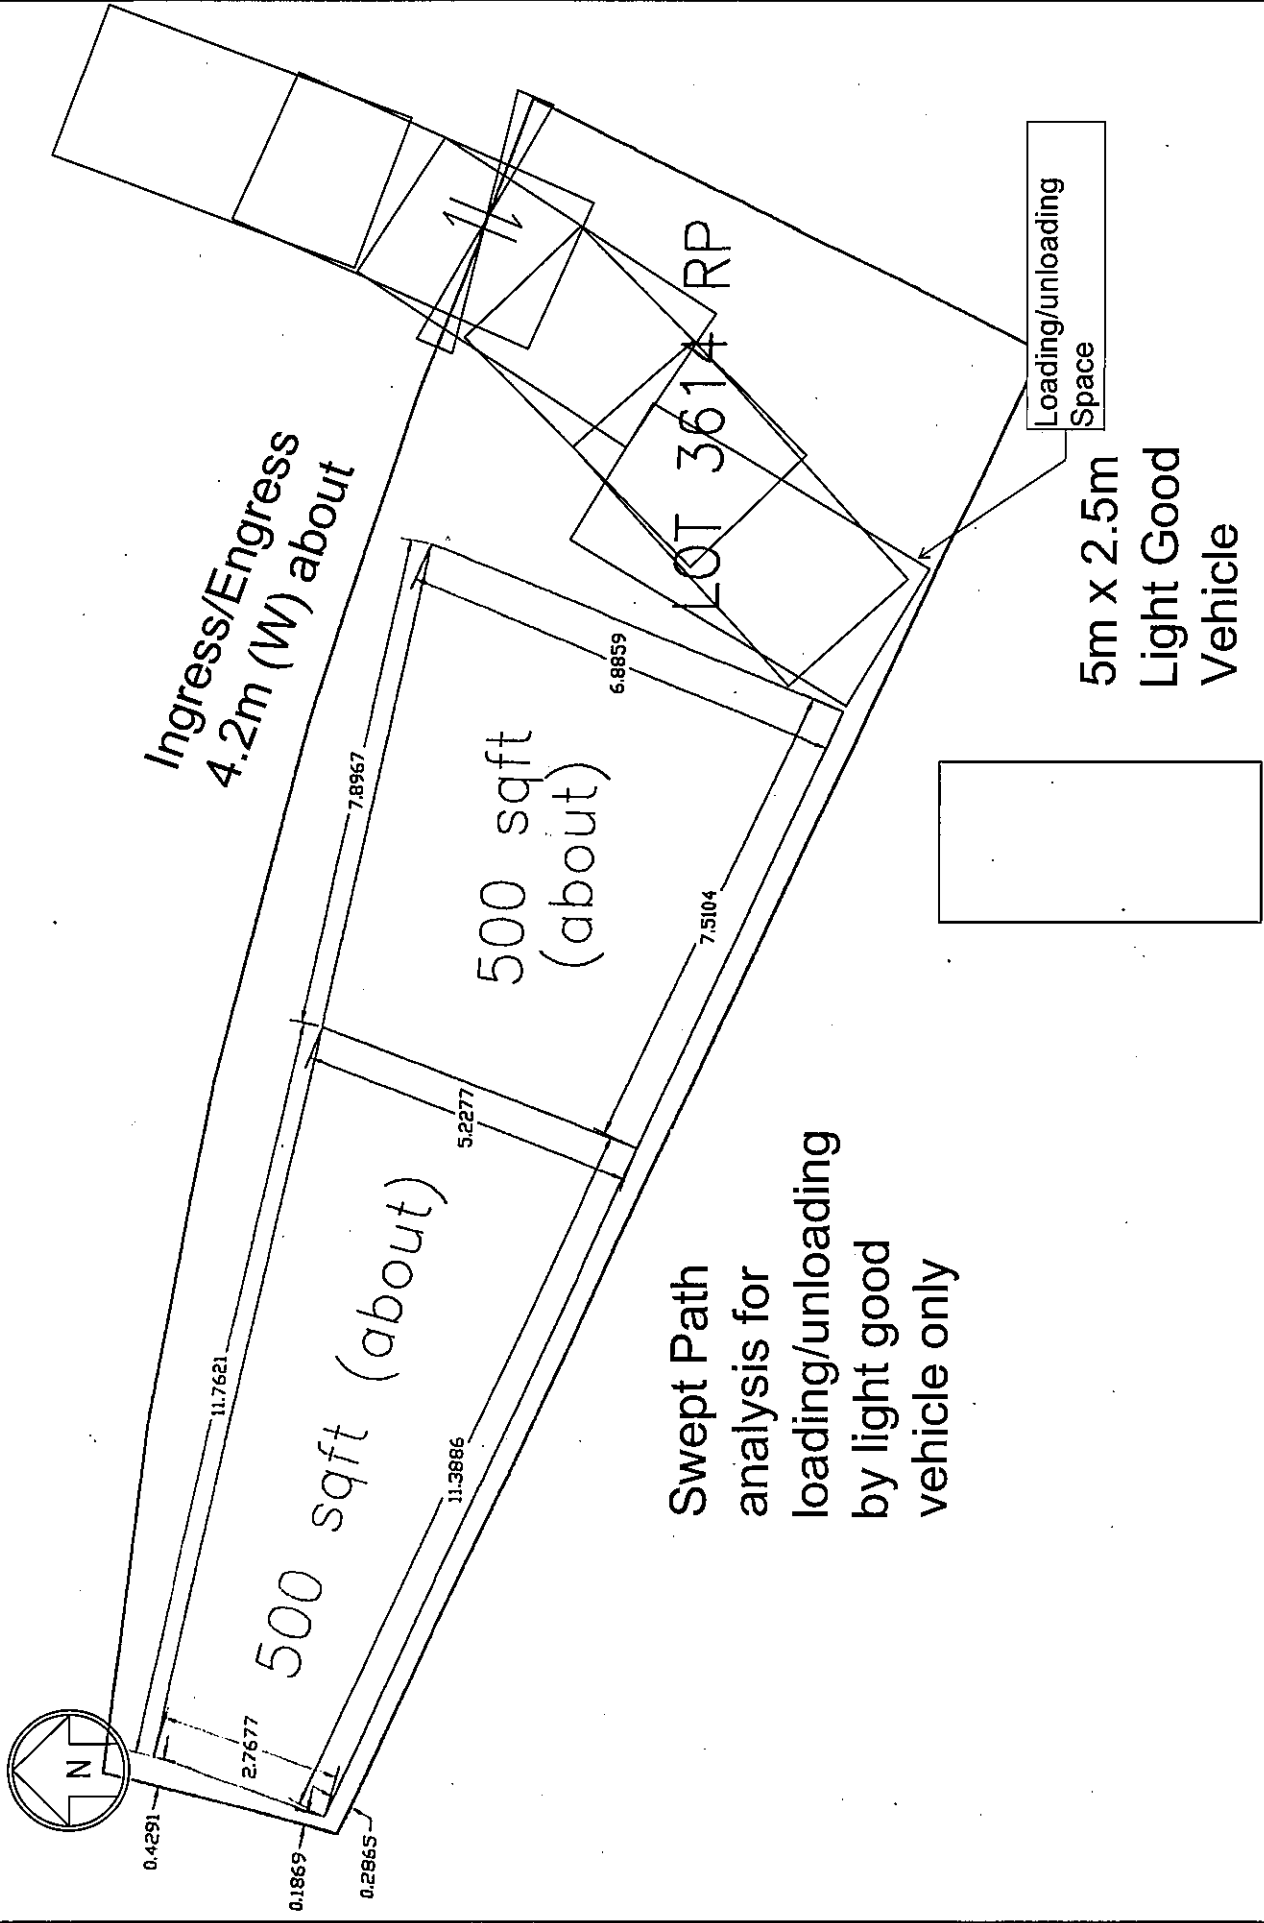 N
Ingress/Engress
4.2m (W) about
0.4291
0.1869
0.2865
2.7677
11.7621
11.3886
500 sqft (about)
5.2277
7.8967
7.5104
500 sqft
(about)
6.8859
LOT 3614 RP
Loading/unloading
Space
5m x 2.5m
Light Good
Vehicle
Swept Path
analysis for
loading/unloading
by light good
vehicle only